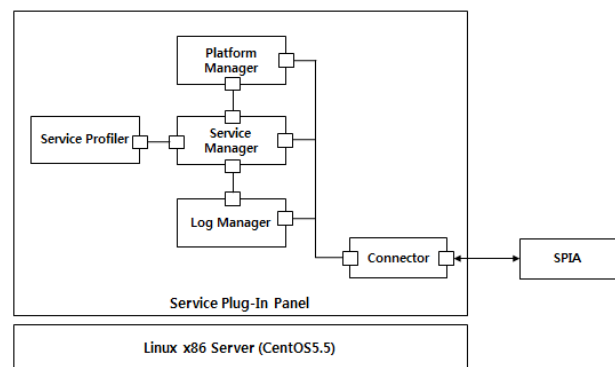 Platform
Manager
Service Profiler
Service
Manager
Log Manager
Connector
SPIA
Service Plug-In Panel
Linux x86 Server (CentOS5.5)